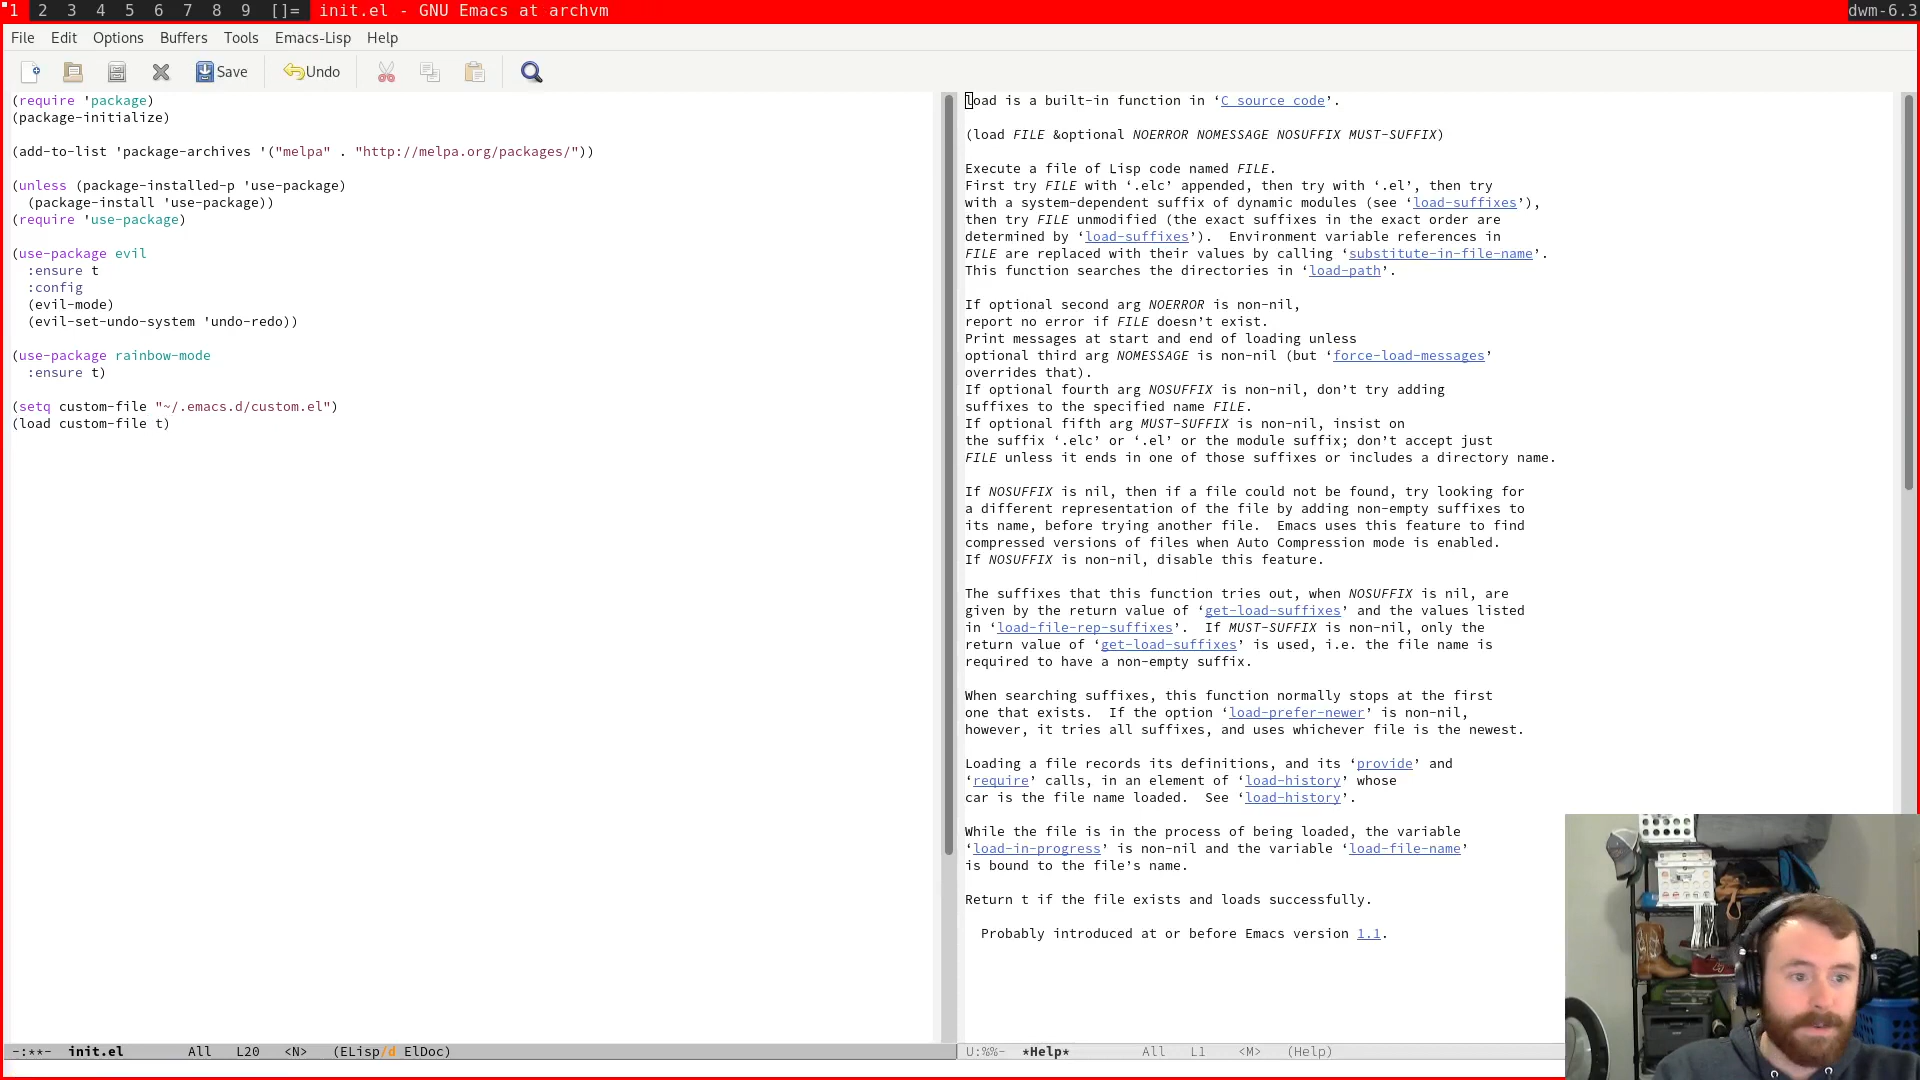 1 2 3 4 5 6 7 8 9 []= init.el - GNU Emacs at archvm dwm-6.3
File Edit Options Buffers Tools Emacs-Lisp Help
Save Undo
(require 'package)
(package-initialize)
(add-to-list 'package-archives '("melpa" . "http://melpa.org/packages/"))
(unless (package-installed-p 'use-package)
  (package-install 'use-package))
(require 'use-package)
(use-package evil
  :ensure t
  :config
  (evil-mode)
  (evil-set-undo-system 'undo-redo))
(use-package rainbow-mode
  :ensure t)
(setq custom-file "~/.emacs.d/custom.el")
(load custom-file t)
-:**- init.el All L20 <N> (ELisp/d ElDoc)
load is a built-in function in ‘C source code’.
(load FILE &optional NOERROR NOMESSAGE NOSUFFIX MUST-SUFFIX)
Execute a file of Lisp code named FILE.
First try FILE with ‘.elc’ appended, then try with ‘.el’, then try
with a system-dependent suffix of dynamic modules (see ‘load-suffixes’),
then try FILE unmodified (the exact suffixes in the exact order are
determined by ‘load-suffixes’).  Environment variable references in
FILE are replaced with their values by calling ‘substitute-in-file-name’.
This function searches the directories in ‘load-path’.
If optional second arg NOERROR is non-nil,
report no error if FILE doesn’t exist.
Print messages at start and end of loading unless
optional third arg NOMESSAGE is non-nil (but ‘force-load-messages’
overrides that).
If optional fourth arg NOSUFFIX is non-nil, don’t try adding
suffixes to the specified name FILE.
If optional fifth arg MUST-SUFFIX is non-nil, insist on
the suffix ‘.elc’ or ‘.el’ or the module suffix; don’t accept just
FILE unless it ends in one of those suffixes or includes a directory name.
If NOSUFFIX is nil, then if a file could not be found, try looking for
a different representation of the file by adding non-empty suffixes to
its name, before trying another file.  Emacs uses this feature to find
compressed versions of files when Auto Compression mode is enabled.
If NOSUFFIX is non-nil, disable this feature.
The suffixes that this function tries out, when NOSUFFIX is nil, are
given by the return value of ‘get-load-suffixes’ and the values listed
in ‘load-file-rep-suffixes’.  If MUST-SUFFIX is non-nil, only the
return value of ‘get-load-suffixes’ is used, i.e. the file name is
required to have a non-empty suffix.
When searching suffixes, this function normally stops at the first
one that exists.  If the option ‘load-prefer-newer’ is non-nil,
however, it tries all suffixes, and uses whichever file is the newest.
Loading a file records its definitions, and its ‘provide’ and
‘require’ calls, in an element of ‘load-history’ whose
car is the file name loaded.  See ‘load-history’.
While the file is in the process of being loaded, the variable
‘load-in-progress’ is non-nil and the variable ‘load-file-name’
is bound to the file’s name.
Return t if the file exists and loads successfully.
  Probably introduced at or before Emacs version 1.1.
U:%%- *Help* All L1 <M> (Help)